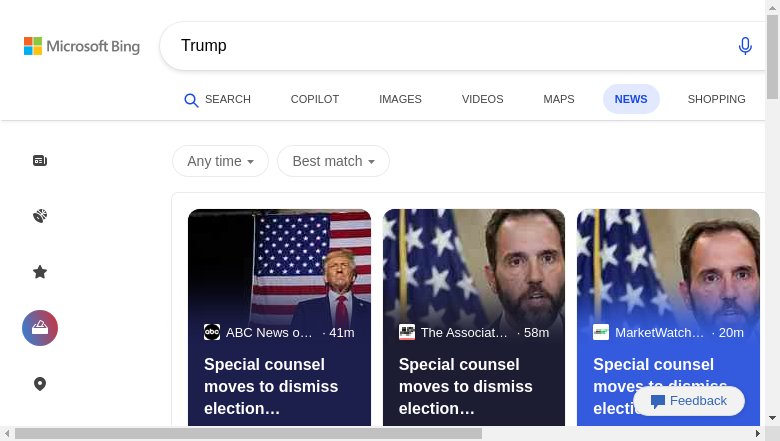 Microsoft Bing
Trump
SEARCH
COPILOT
IMAGES
VIDEOS
MAPS
NEWS
SHOPPING
Any time
Best match
abc
ABC News o… · 41m
Special counsel
moves to dismiss
election…
AP
The Associat… · 58m
Special counsel
moves to dismiss
election…
MarketWatch… · 20m
Special counsel
moves to dismiss
Feedback